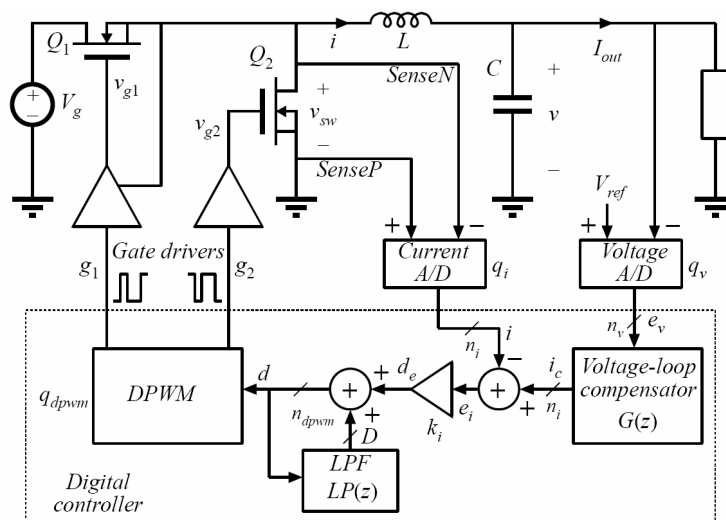 Q1
i
L
Iout
Q2
SenseN
C
+
+
+
Vg
−
vg1
vg2
vsw
v
−
SenseP
−
Vref
+
−
+
−
Gate drivers
Current
A/D
qi
Voltage
A/D
qv
g1
g2
ni
i
nv
ev
−
qdpwm
DPWM
d
ndpwm
+
+
+
D
de
ki
ei
+
+
ic
ni
Voltage-loop
compensator
G(z)
LPF
LP(z)
Digital
controller